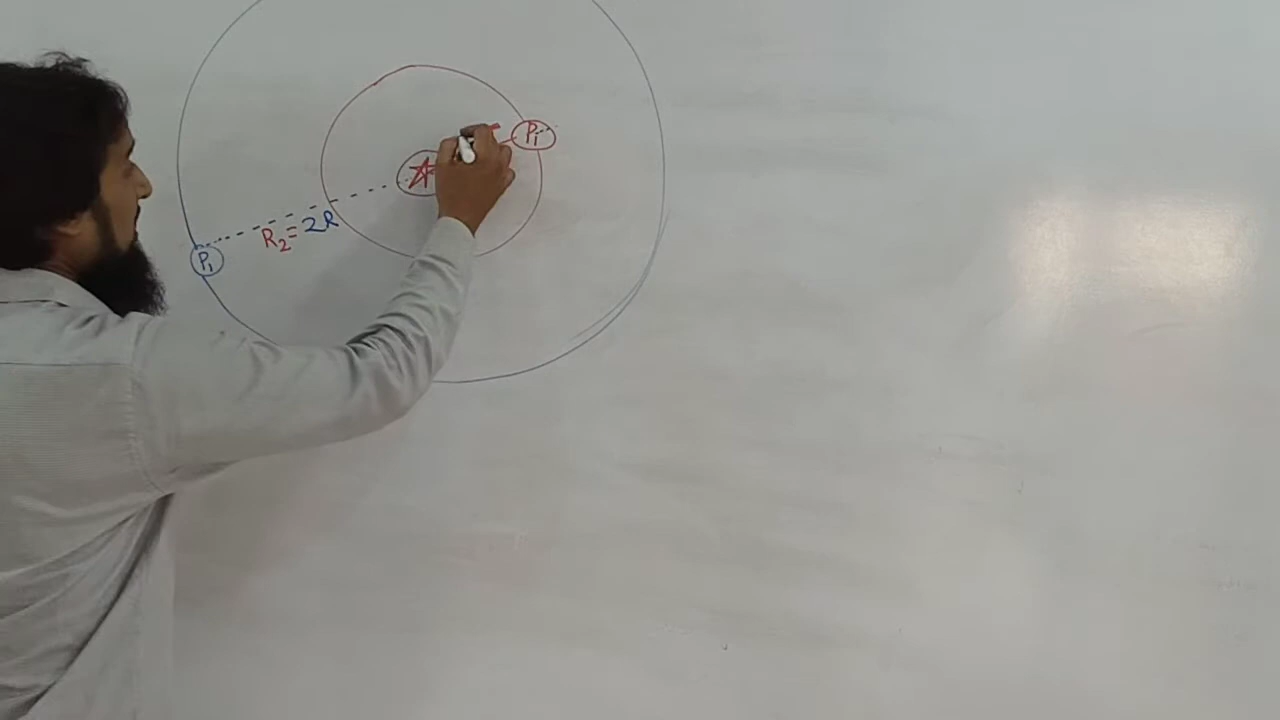 P₁
R₂ = 2R
P₁